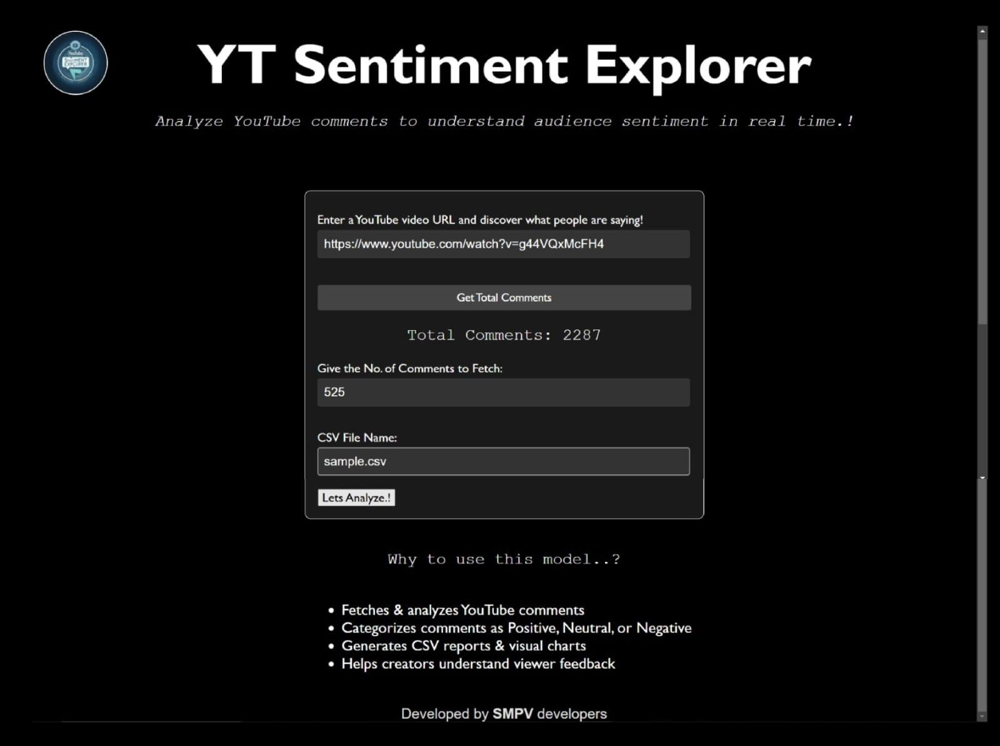 YouTube
SENTIMENT
EXPLORER
YT Sentiment Explorer
Analyze YouTube comments to understand audience sentiment in real time.!
Enter a YouTube video URL and discover what people are saying!
https://www.youtube.com/watch?v=g44VQxMcFH4
Get Total Comments
Total Comments: 2287
Give the No. of Comments to Fetch:
525
CSV File Name:
sample.csv
Lets Analyze.!
Why to use this model..?
• Fetches & analyzes YouTube comments
• Categorizes comments as Positive, Neutral, or Negative
• Generates CSV reports & visual charts
• Helps creators understand viewer feedback
Developed by SMPV developers